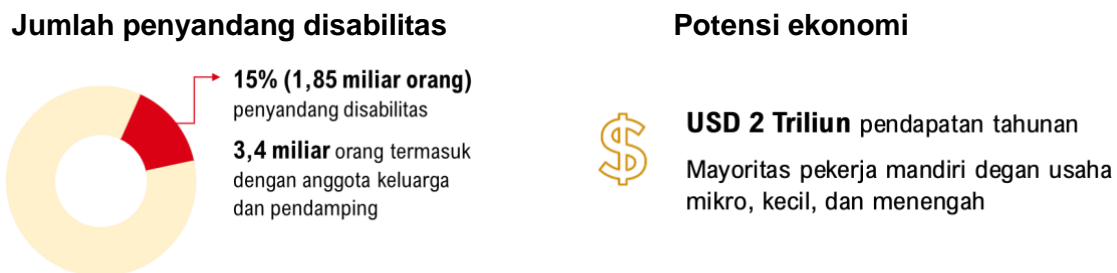 Jumlah penyandang disabilitas
15% (1,85 miliar orang)
penyandang disabilitas
3,4 miliar orang termasuk
dengan anggota keluarga
dan pendamping
Potensi ekonomi
USD 2 Triliun pendapatan tahunan
Mayoritas pekerja mandiri degan usaha
mikro, kecil, dan menengah